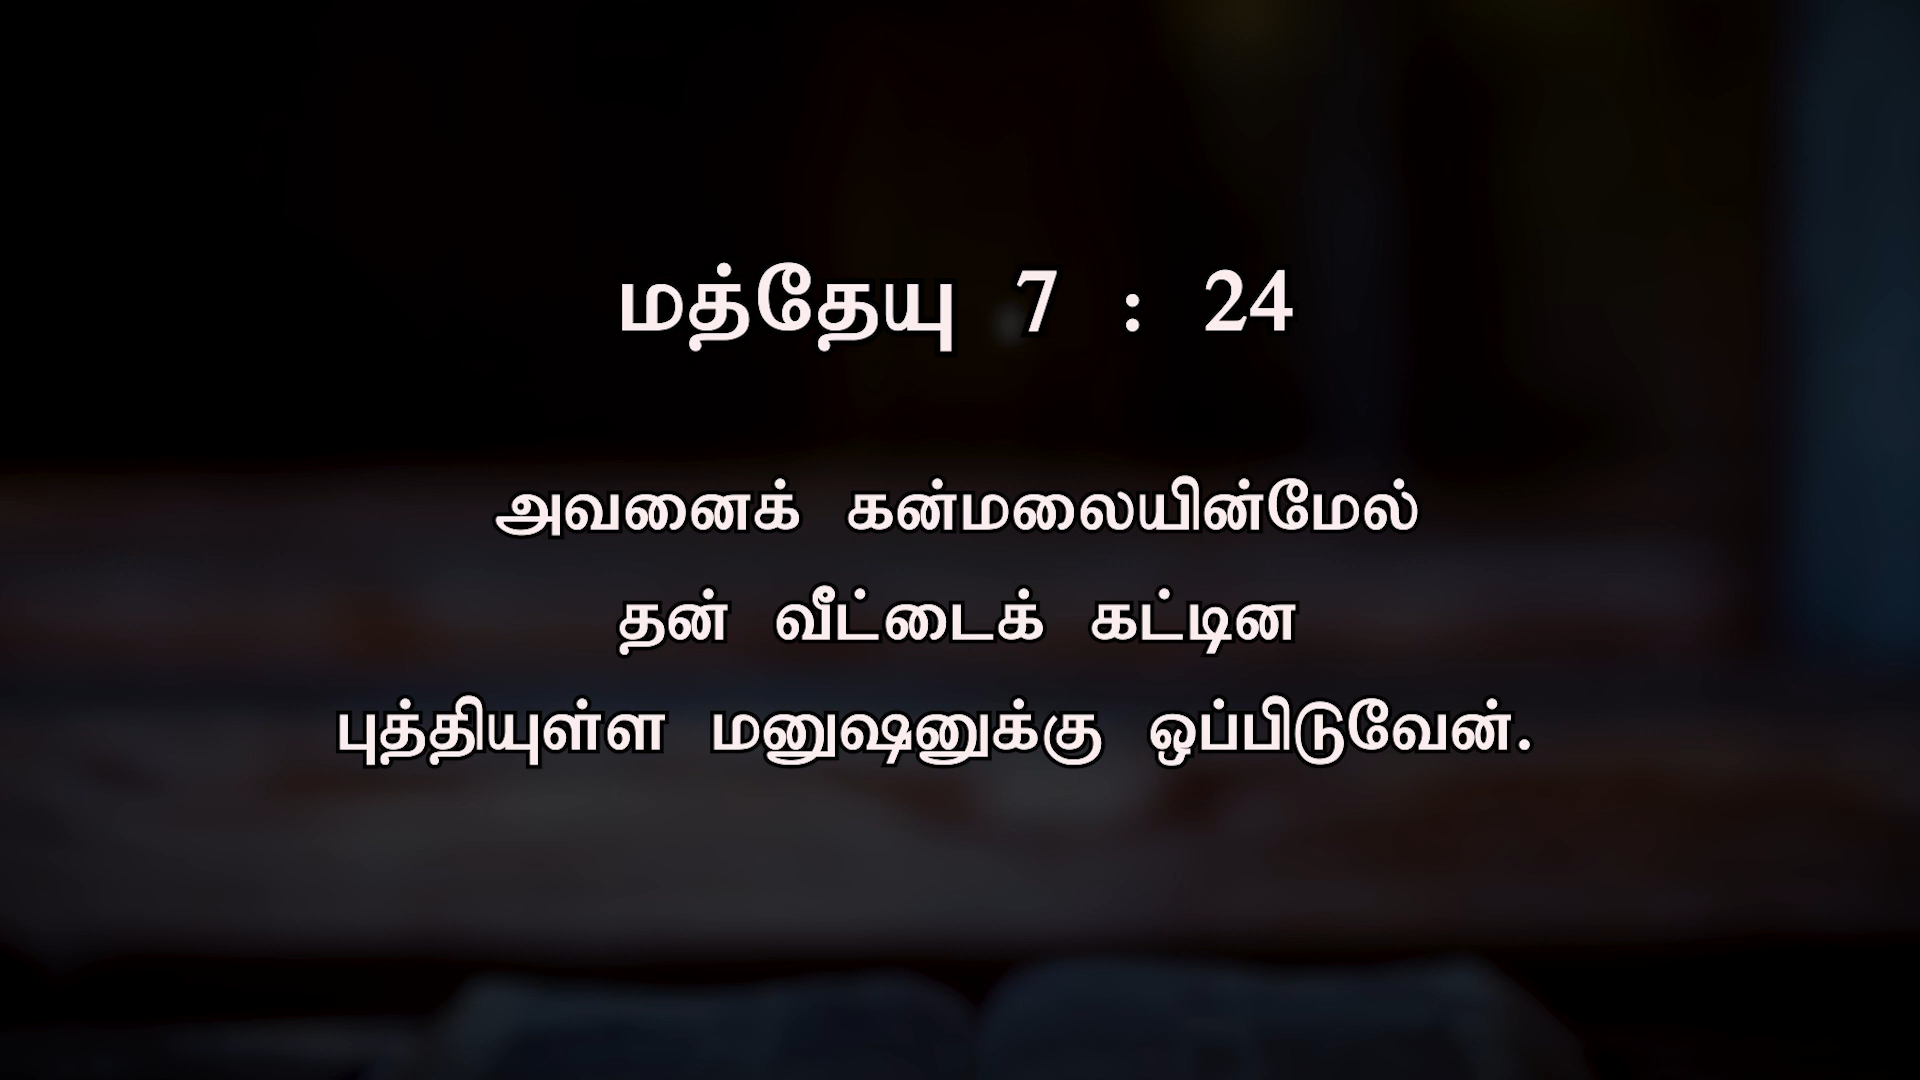 மத்தேயு 7 : 24
அவனைக் கன்மலையின்மேல்
தன் வீட்டைக் கட்டின
புத்தியுள்ள மனுஷனுக்கு ஒப்பிடுவேன்.